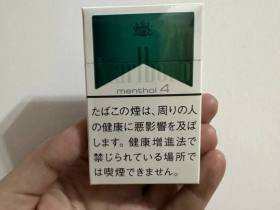 menthol 4
たばこの煙は、周りの人
の健康に悪影響を及ぼ
します。健康増進法で
禁じられている場所で
は喫煙できません。